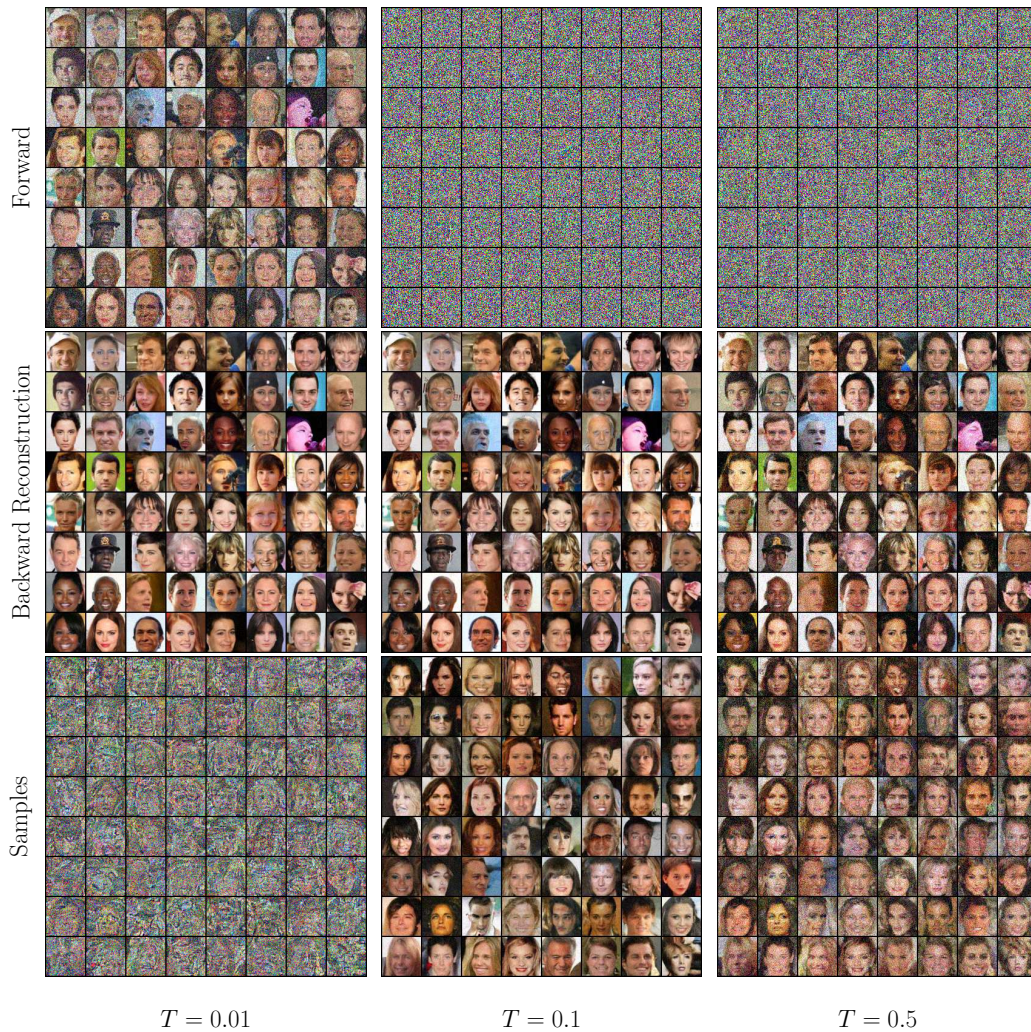 Forward
Backward Reconstruction
Samples
T = 0.01
T = 0.1
T = 0.5